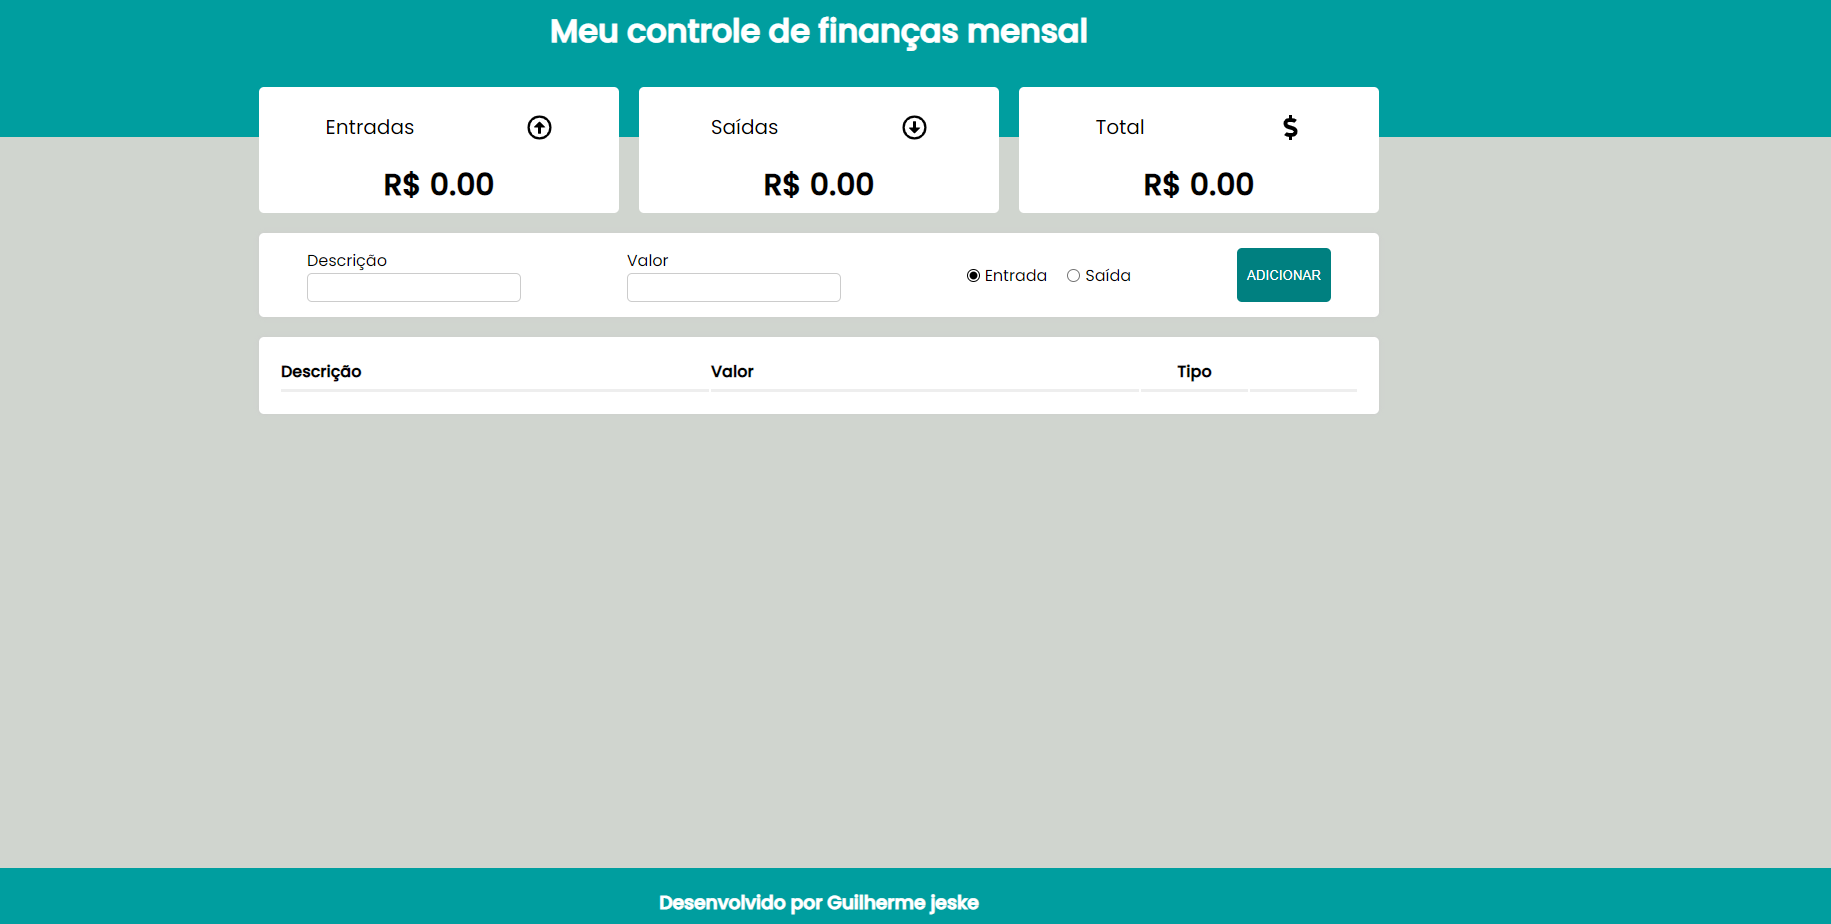 Meu controle de finanças mensal
Entradas
R$ 0.00
Saídas
R$ 0.00
Total
$
R$ 0.00
Descrição
Valor
Entrada Saída
ADICIONAR
Descrição Valor Tipo
Desenvolvido por Guilherme jeske